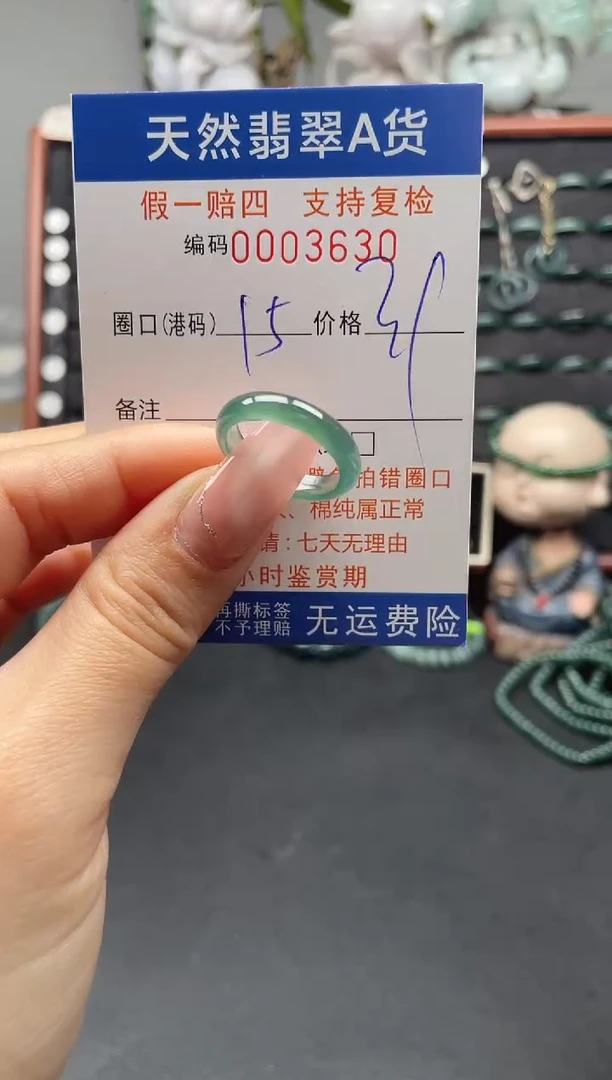 天然翡翠A货
假一赔四 支持复检
编码0003630
圈口(港码) 15 价格
备注
拍错圈口
、棉纯属正常
请:七天无理由
小时鉴赏期
再撕标签
不予理赔 无运费险